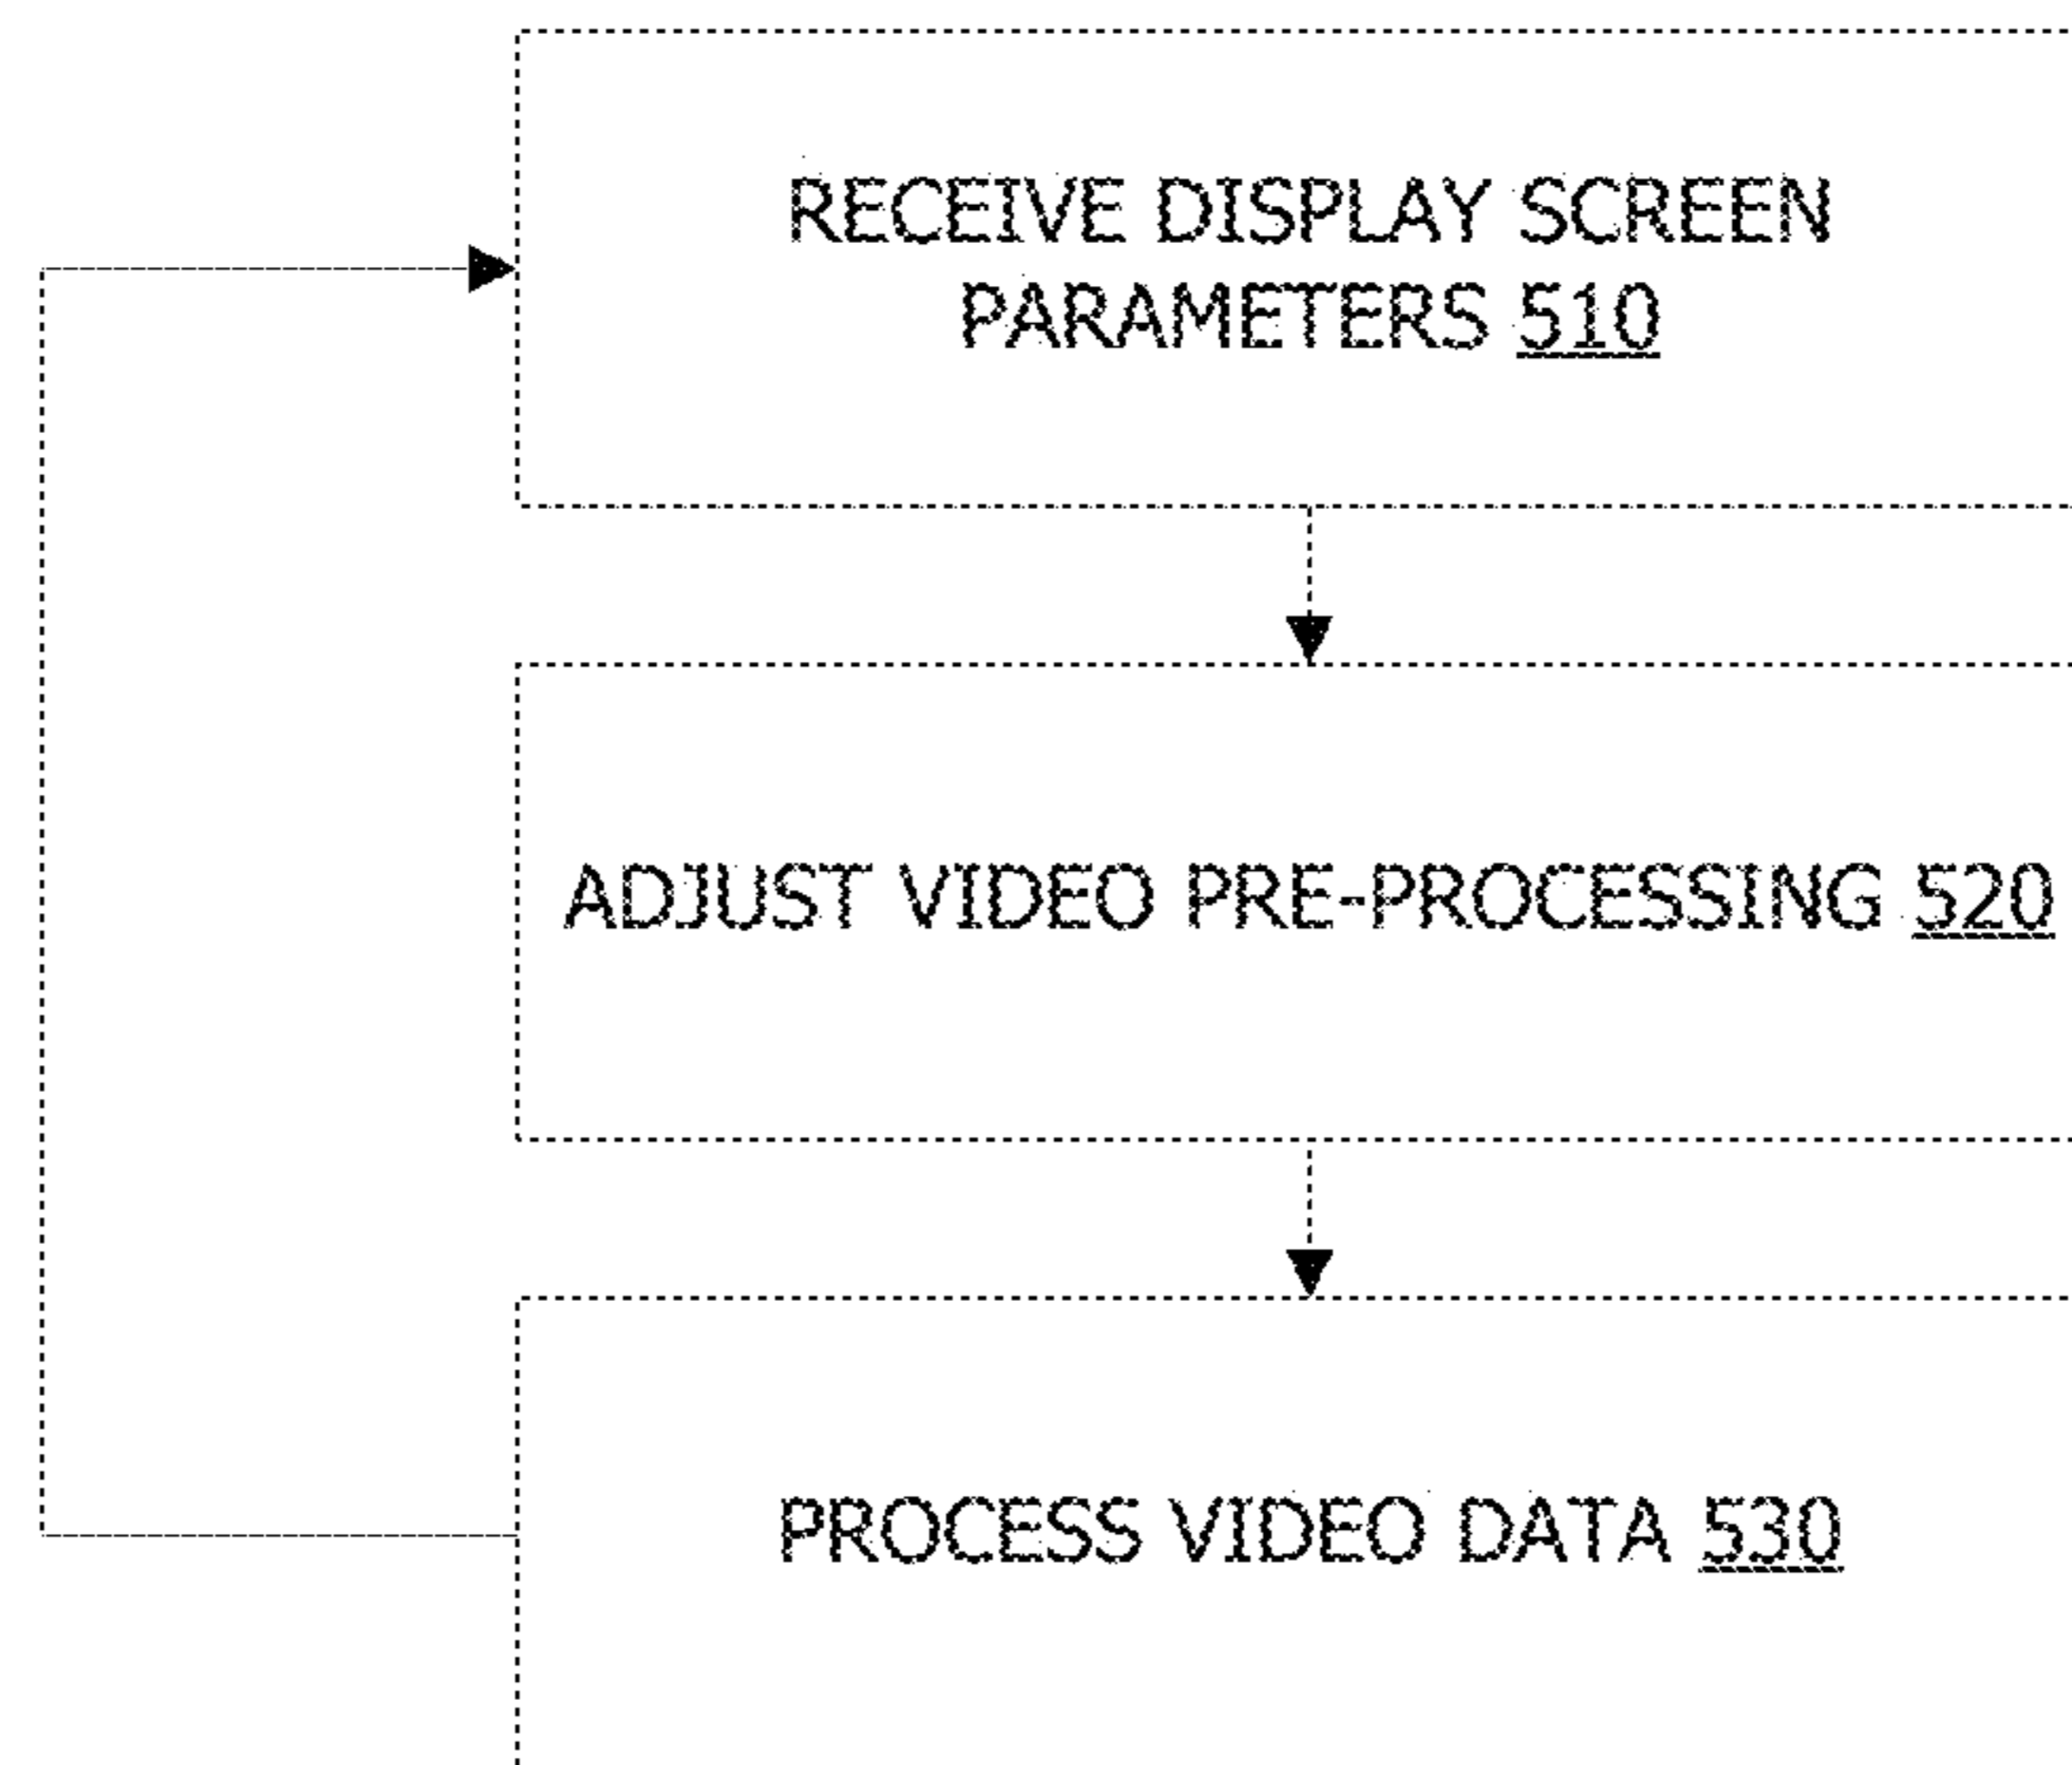 RECEIVE DISPLAY SCREEN
PARAMETERS 510
ADJUST VIDEO PRE-PROCESSING 520
PROCESS VIDEO DATA 530